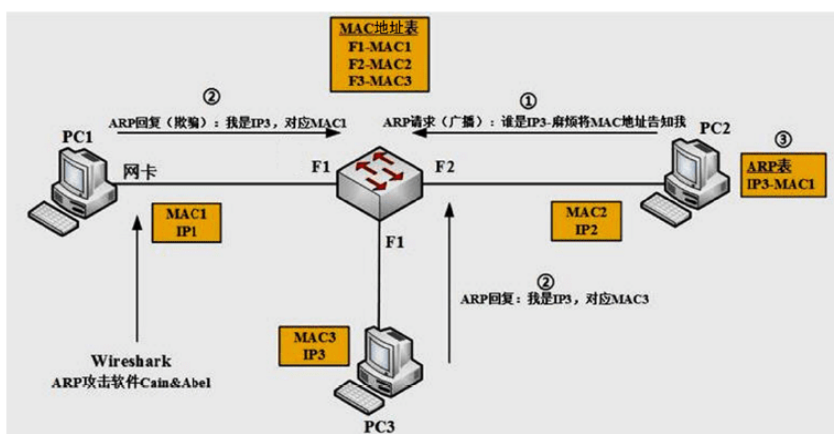 MAC地址表
F1-MAC1
F2-MAC2
F3-MAC3
②
ARP回复（欺骗）：我是IP3，对应MAC1
①
ARP请求（广播）：谁是IP3-麻烦将MAC地址告知我
PC1
PC2
③
网卡
F1
F2
ARP表
IP3-MAC1
MAC1
IP1
MAC2
IP2
F1
②
ARP回复：我是IP3，对应MAC3
MAC3
IP3
Wireshark
ARP攻击软件Cain&Abel
PC3